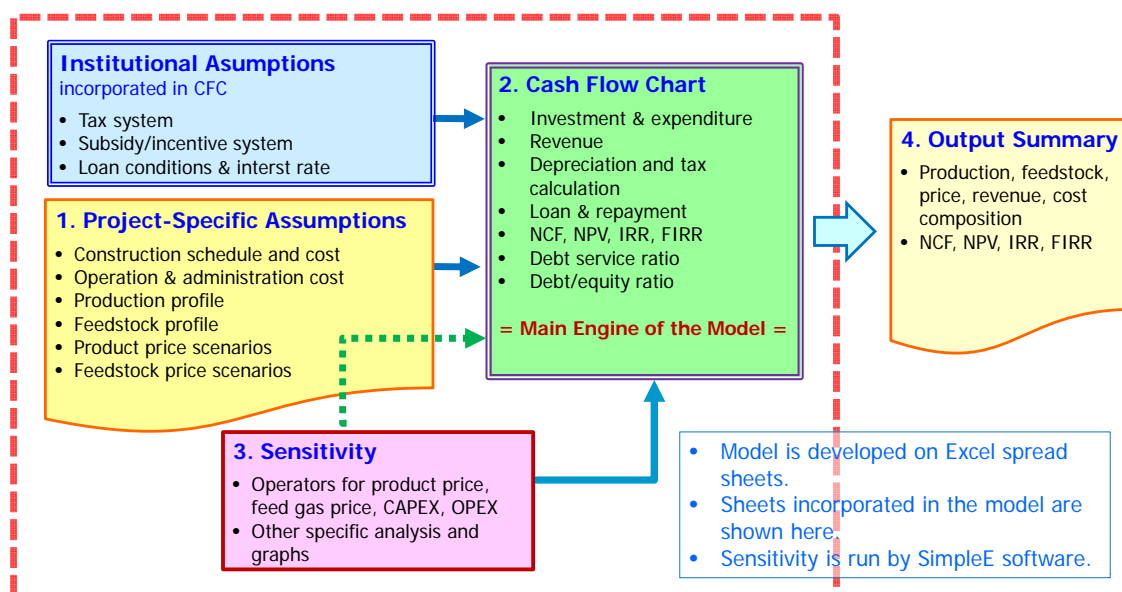 Institutional Asumptions
incorporated in CFC
• Tax system
• Subsidy/incentive system
• Loan conditions & interst rate
1. Project-Specific Assumptions
• Construction schedule and cost
• Operation & administration cost
• Production profile
• Feedstock profile
• Product price scenarios
• Feedstock price scenarios
2. Cash Flow Chart
• Investment & expenditure
• Revenue
• Depreciation and tax
calculation
• Loan & repayment
• NCF, NPV, IRR, FIRR
• Debt service ratio
• Debt/equity ratio
= Main Engine of the Model =
3. Sensitivity
• Operators for product price,
feed gas price, CAPEX, OPEX
• Other specific analysis and
graphs
4. Output Summary
• Production, feedstock,
price, revenue, cost
composition
• NCF, NPV, IRR, FIRR
• Model is developed on Excel spread
sheets.
• Sheets incorporated in the model are
shown here.
• Sensitivity is run by SimpleE software.